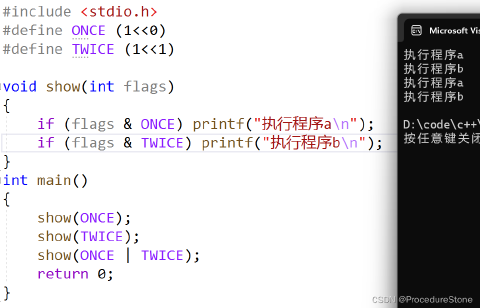 #include <stdio.h>
#define ONCE (1<<0)
#define TWICE (1<<1)
void show(int flags)
{
if (flags & ONCE) printf("执行程序a\n");
if (flags & TWICE) printf("执行程序b\n");
}
int main()
{
show(ONCE);
show(TWICE);
show(ONCE | TWICE);
return 0;
}
Microsoft Vis
执行程序a
执行程序b
执行程序a
执行程序b
D:\code\c++\
按任意键关闭
CSDN @ProcedureStone